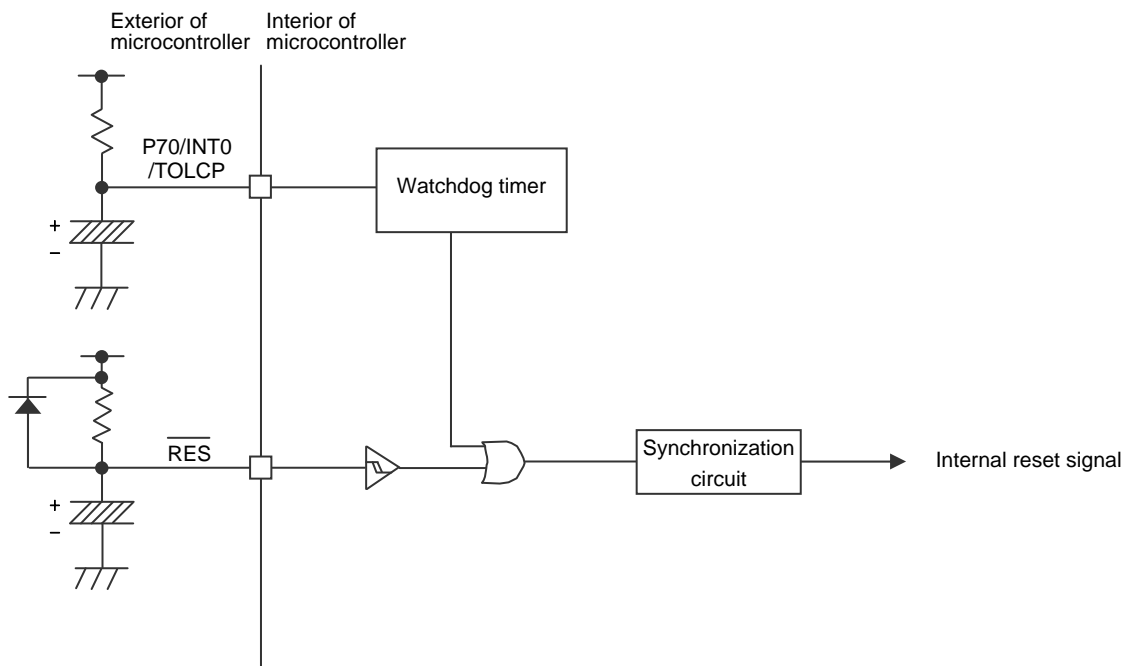 Exterior of
microcontroller
Interior of
microcontroller
P70/INT0
/TOLCP
Watchdog timer
+
−
RES
Synchronization
circuit
Internal reset signal
+
−